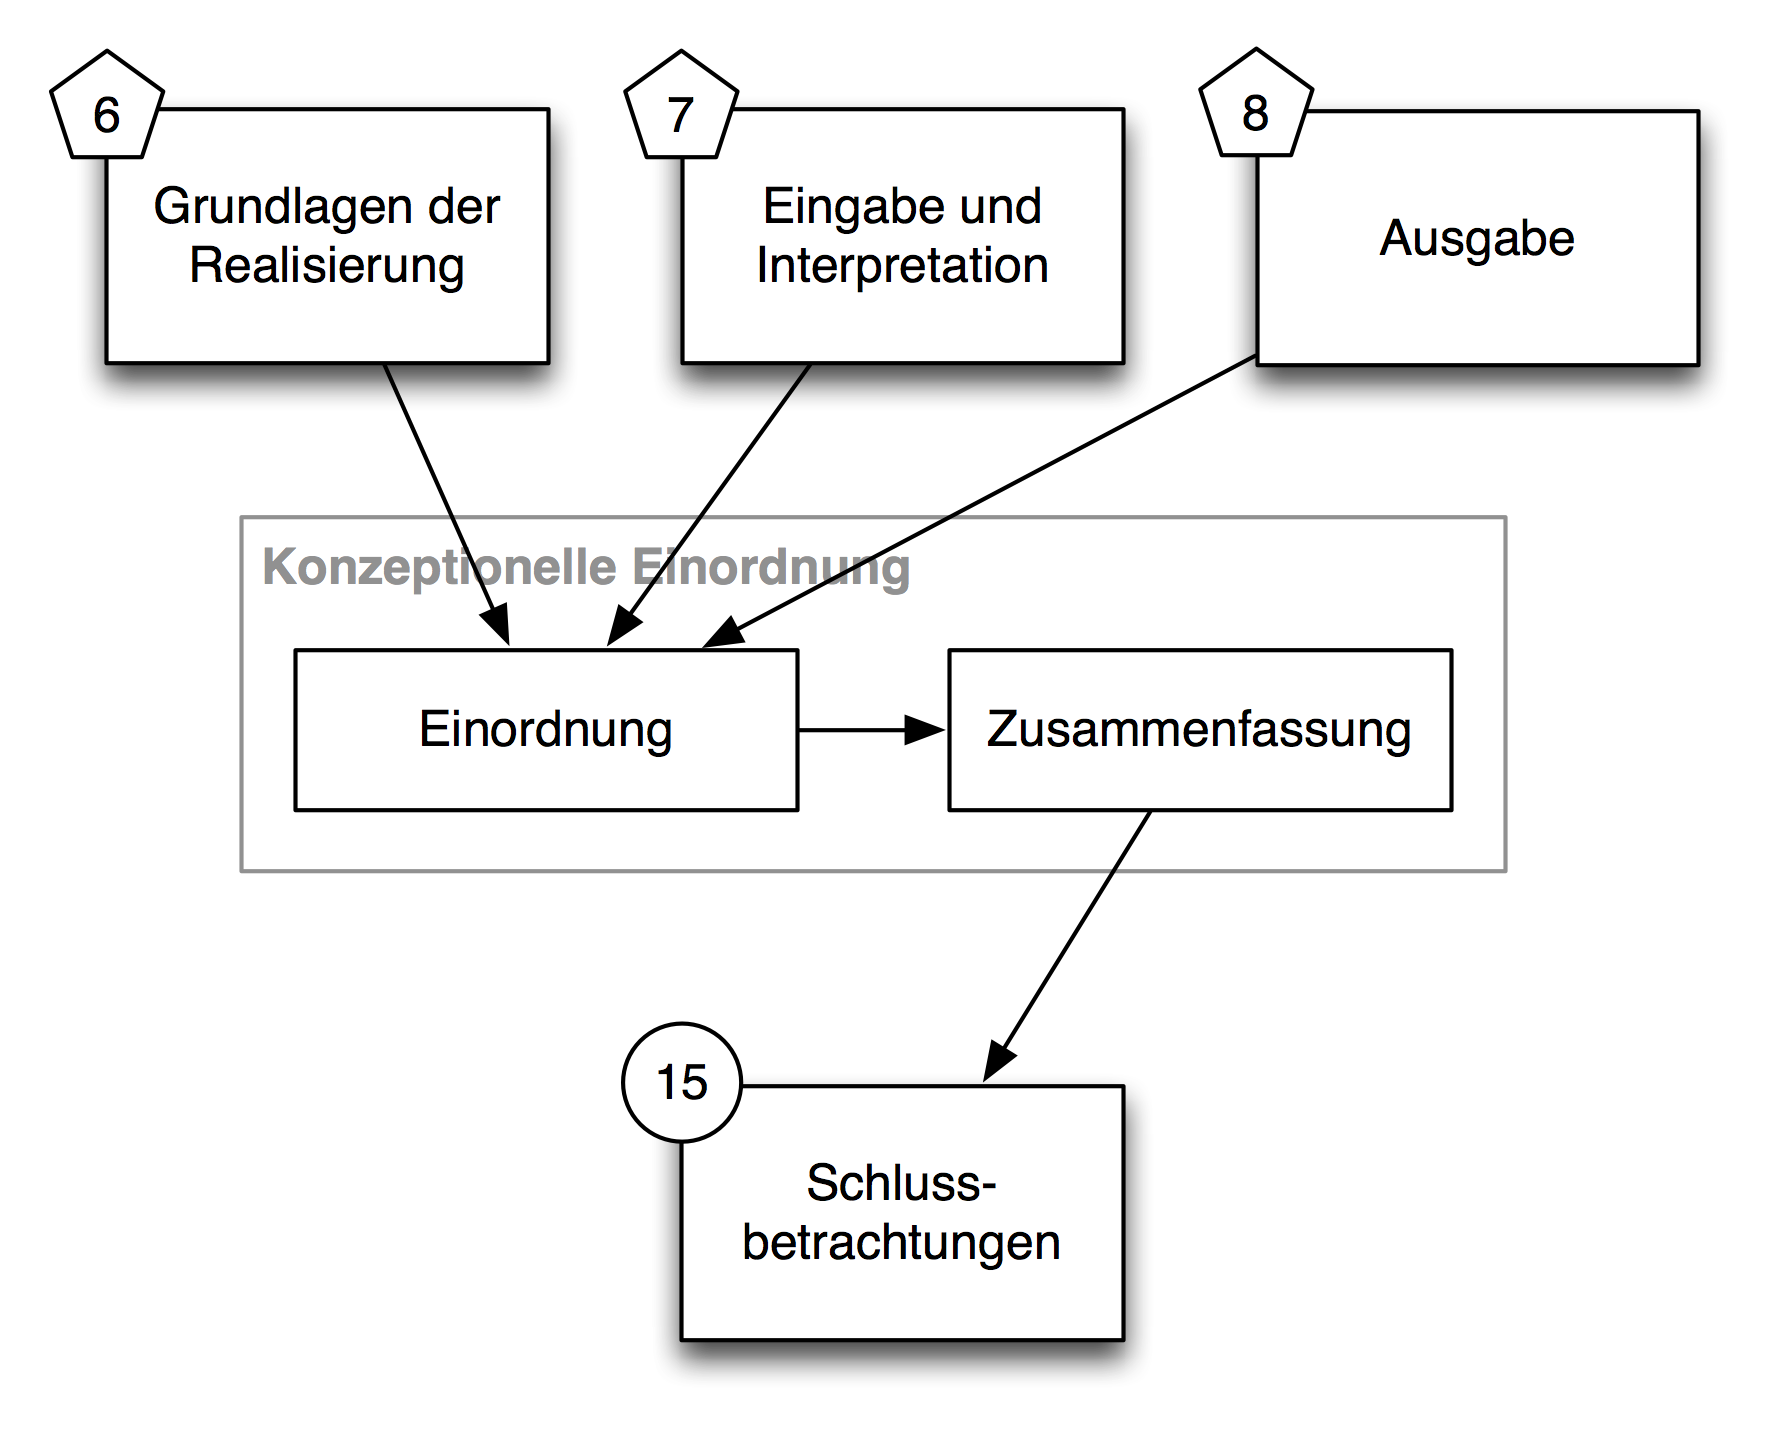 6
Grundlagen der
Realisierung
7
Eingabe und
Interpretation
8
Ausgabe
Konzeptionelle Einordnung
Einordnung
Zusammenfassung
15
Schluss-
betrachtungen